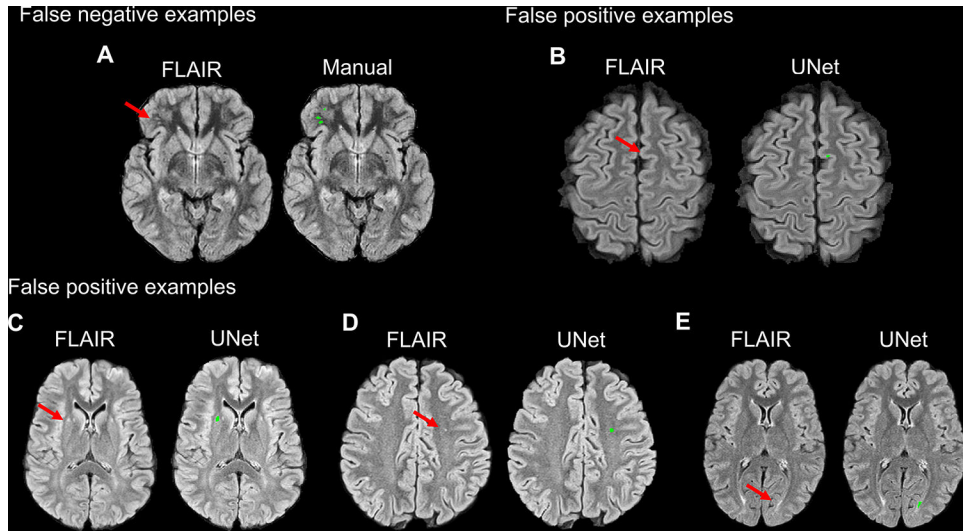 False negative examples
False positive examples
A
FLAIR
Manual
B
FLAIR
UNet
False positive examples
C
FLAIR
UNet
D
FLAIR
UNet
E
FLAIR
UNet